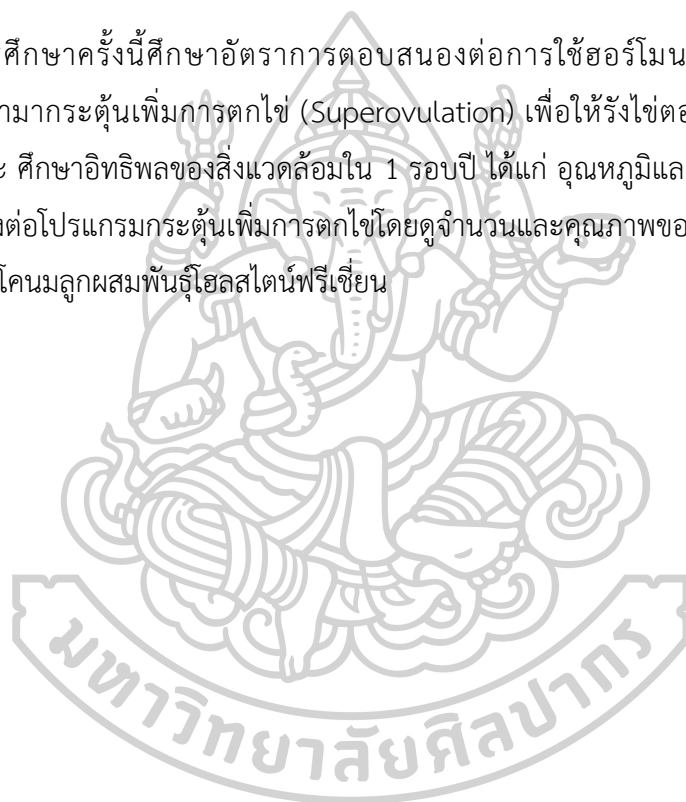 ศึกษาครั้งนี้ศึกษาอัตราการตอบสนองต่อการใช้ฮอร์โมน
มากระตุ้นเพิ่มการตกไข่ (Superovulation) เพื่อให้รังไข่ตอ
ศึกษาอิทธิพลของสิ่งแวดล้อมใน 1 รอบปี ได้แก่ อุณหภูมิแล
ต่อโปรแกรมกระตุ้นเพิ่มการตกไข่โดยดูจำนวนและคุณภาพขอ
โคนมลูกผสมพันธุ์โฮลสไตน์ฟรีเชี่ยน
มหาวิทยาลัยศิลปากร